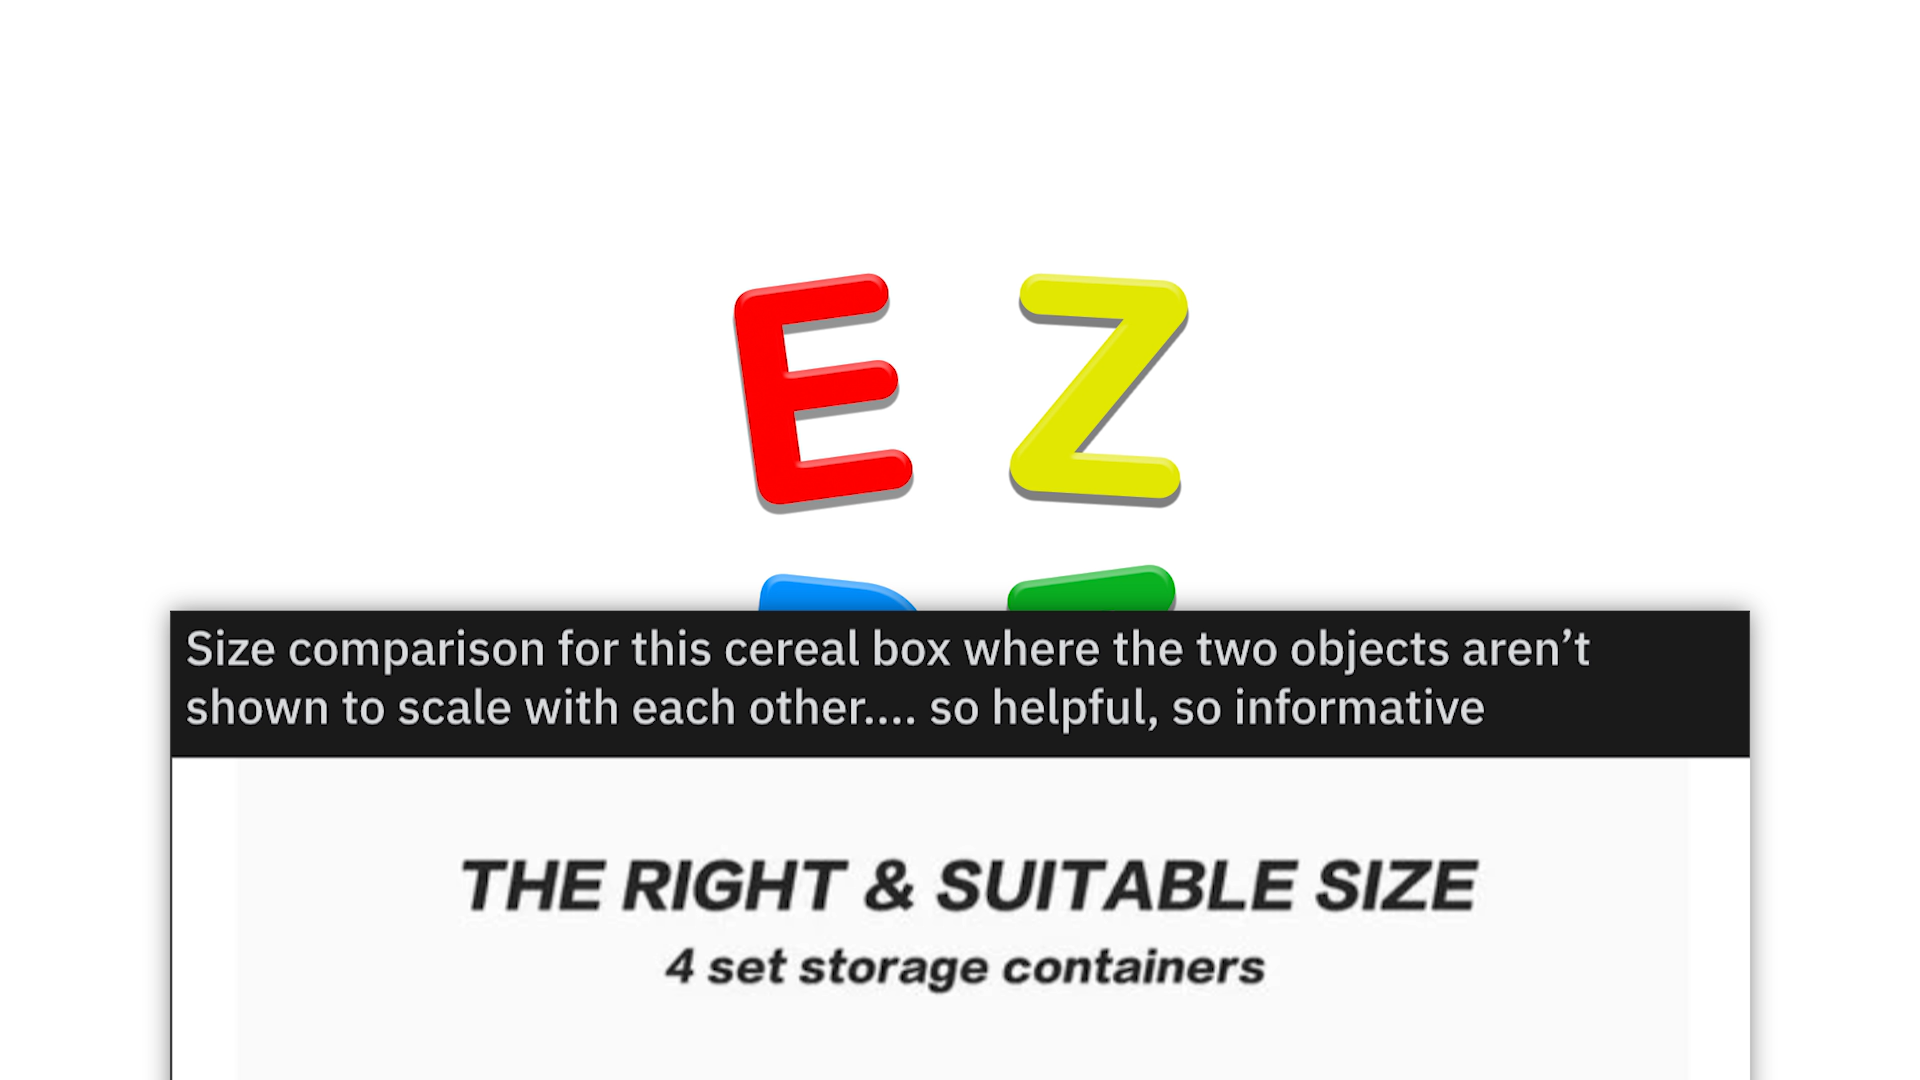 E Z
Size comparison for this cereal box where the two objects aren’t
shown to scale with each other.... so helpful, so informative
THE RIGHT & SUITABLE SIZE
4 set storage containers